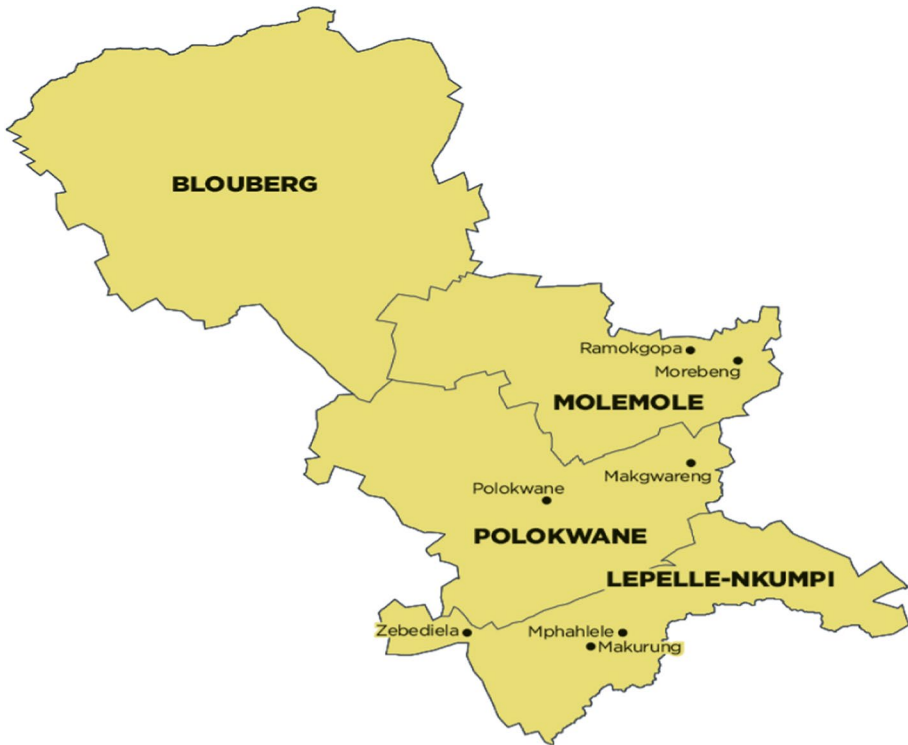 BLOUBERG
Ramokgopa
Morebeng
MOLEMOLE
Makgwareng
Polokwane
POLOKWANE
LEPELLE-NKUMPI
Zebediela
Mphahlele
Makurung